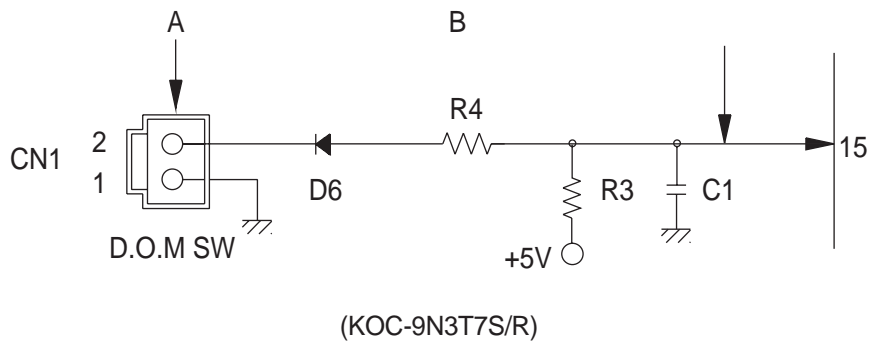 A
B
R4
2
CN1
15
1
D6
R3
C1
D.O.M SW
+5V
(KOC-9N3T7S/R)